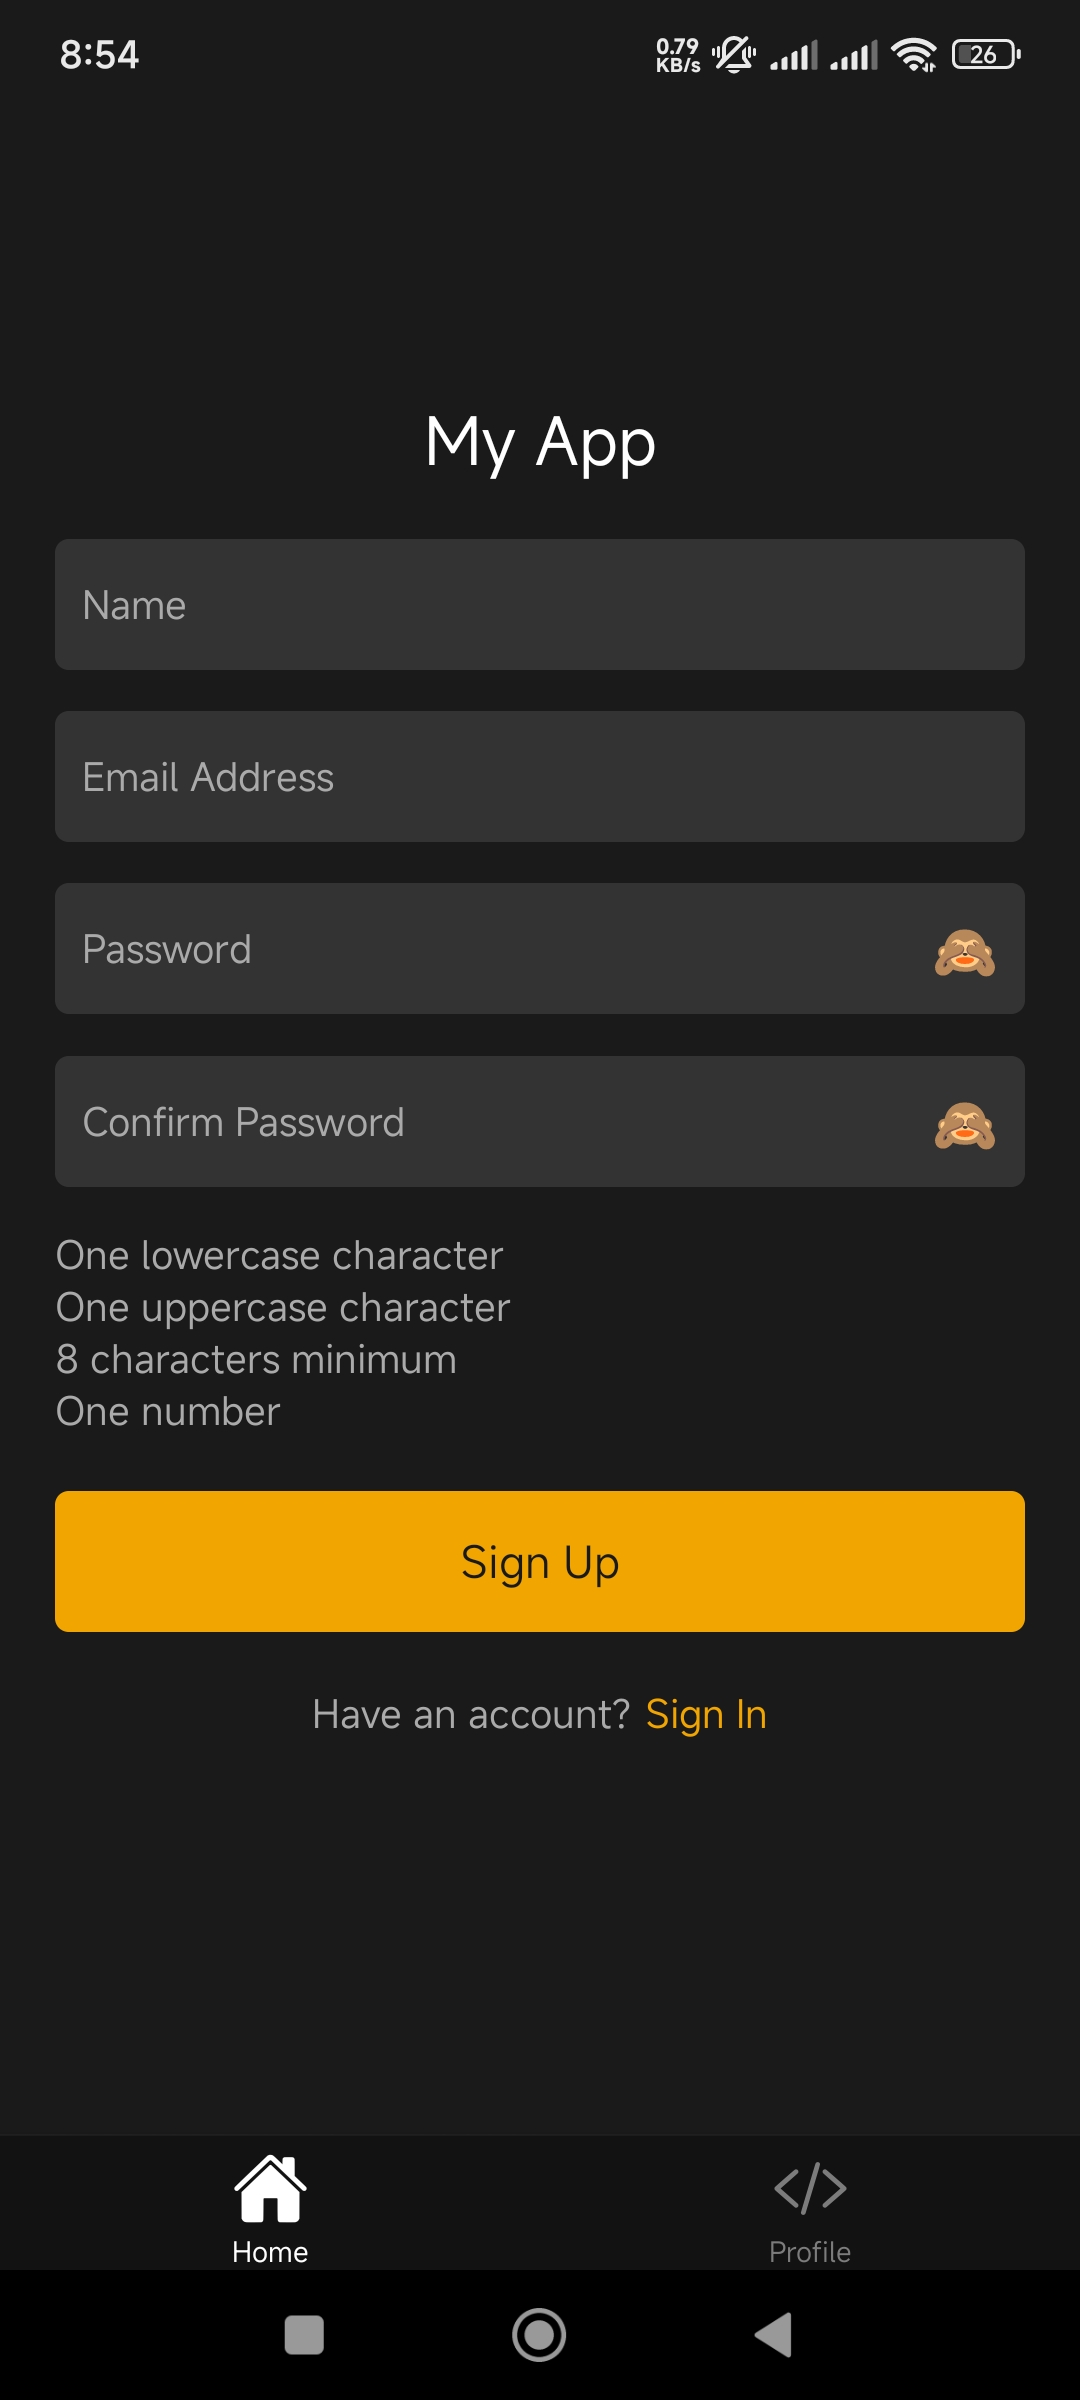 8:54
0.79
KB/s
26
My App
Name
Email Address
Password
Confirm Password
One lowercase character
One uppercase character
8 characters minimum
One number
Sign Up
Have an account? Sign In
Home
Profile